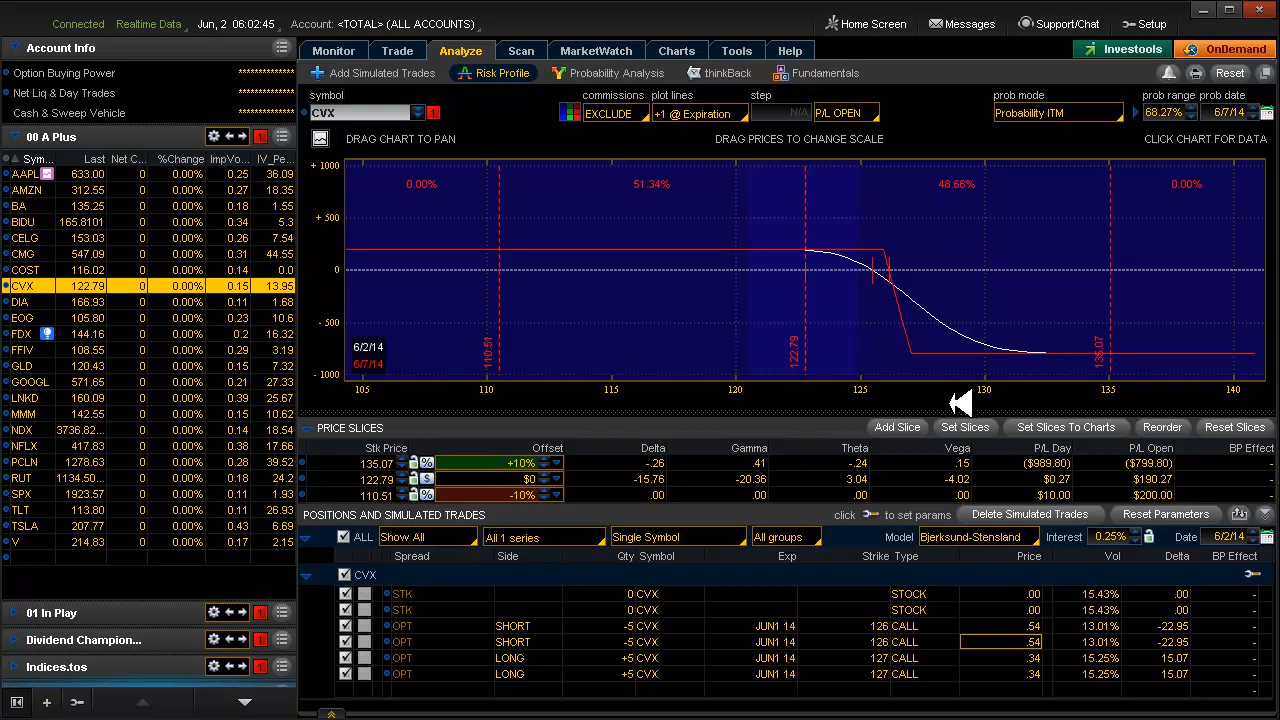 Connected Realtime Data Jun, 2 06:02:45 Account: <TOTAL> (ALL ACCOUNTS) Home Screen Messages Support/Chat Setup
Account Info
Option Buying Power **************
Net Liq & Day Trades **************
Cash & Sweep Vehicle **************
00 A Plus 1
Sym... Last Net C... %Change ImpVo... IV_Pe...
AAPL 633.00 0 0.00% 0.25 36.09
AMZN 312.55 0 0.00% 0.27 18.35
BA 135.25 0 0.00% 0.18 1.55
BIDU 165.8101 0 0.00% 0.34 5.3
CELG 153.03 0 0.00% 0.26 7.54
CMG 547.09 0 0.00% 0.31 44.55
COST 116.02 0 0.00% 0.14 0.0
CVX 122.79 0 0.00% 0.15 13.95
DIA 166.93 0 0.00% 0.11 1.68
EOG 105.80 0 0.00% 0.23 10.6
FDX 144.16 0 0.00% 0.2 16.32
FFIV 108.55 0 0.00% 0.29 3.19
GLD 120.43 0 0.00% 0.15 7.32
GOOGL 571.65 0 0.00% 0.21 27.33
LNKD 160.09 0 0.00% 0.39 25.67
MMM 142.55 0 0.00% 0.15 10.62
NDX 3736.82... 0 0.00% 0.14 18.54
NFLX 417.83 0 0.00% 0.38 17.66
PCLN 1278.63 0 0.00% 0.28 39.52
RUT 1134.50... 0 0.00% 0.18 24.2
SPX 1923.57 0 0.00% 0.11 1.93
TLT 113.80 0 0.00% 0.11 26.93
TSLA 207.77 0 0.00% 0.43 6.69
V 214.83 0 0.00% 0.17 2.15
01 In Play 1
Dividend Champion... 1
Indices.tos 1
Monitor Trade Analyze Scan MarketWatch Charts Tools Help Investools OnDemand
Add Simulated Trades Risk Profile Probability Analysis thinkBack Fundamentals Reset
symbol commissions plot lines step prob mode prob range prob date
CVX 1 EXCLUDE +1 @ Expiration N/A P/L OPEN Probability ITM 68.27% 6/7/14
DRAG CHART TO PAN DRAG PRICES TO CHANGE SCALE CLICK CHART FOR DATA
+ 1000
0.00% 51.34% 48.66% 0.00%
+ 500
0
- 500
6/2/14
6/7/14
110.51 122.79 135.07
- 1000
105 110 115 120 125 130 135 140
PRICE SLICES Add Slice Set Slices Set Slices To Charts Reorder Reset Slices
Stk Price Offset Delta Gamma Theta Vega P/L Day P/L Open BP Effect
135.07 % +10% -.26 .41 -.24 .15 ($989.80) ($799.80) -
122.79 $ $0 -15.76 -20.36 3.04 -4.02 $0.27 $190.27 -
110.51 % -10% .00 .00 .00 .00 $10.00 $200.00 -
POSITIONS AND SIMULATED TRADES click to set params Delete Simulated Trades Reset Parameters
ALL Show All All 1 series Single Symbol All groups Model Bjerksund-Stensland Interest 0.25% Date 6/2/14
Spread Side Qty Symbol Exp Strike Type Price Vol Delta BP Effect
CVX -
STK 0 CVX STOCK .00 15.43% .00 -
STK 0 CVX STOCK .00 15.43% .00 -
OPT SHORT -5 CVX JUN1 14 126 CALL .54 13.01% -22.95 -
OPT SHORT -5 CVX JUN1 14 126 CALL .54 13.01% -22.95 -
OPT LONG +5 CVX JUN1 14 127 CALL .34 15.25% 15.07 -
OPT LONG +5 CVX JUN1 14 127 CALL .34 15.25% 15.07 -